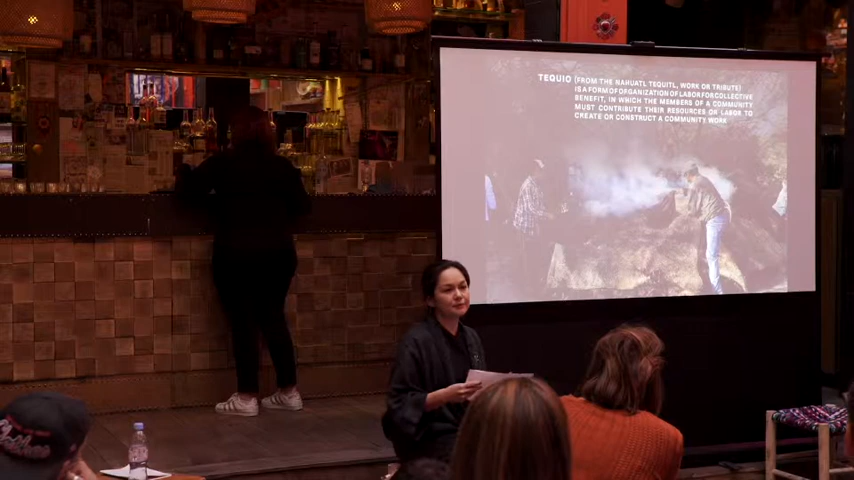 TEQUIO (FROM THE NAHUATL TEQUITL, WORK OR TRIBUTE)
IS A FORM OF ORGANIZATION OF LABOR FOR COLLECTIVE
BENEFIT, IN WHICH THE MEMBERS OF A COMMUNITY
MUST CONTRIBUTE THEIR RESOURCES OR LABOR TO
CREATE OR CONSTRUCT A COMMUNITY WORK